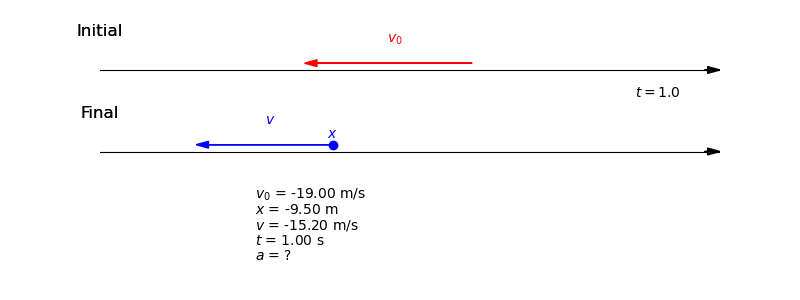 Initial
v₀
t = 1.0
Final
v
x
v₀ = -19.00 m/s
x = -9.50 m
v = -15.20 m/s
t = 1.00 s
a = ?